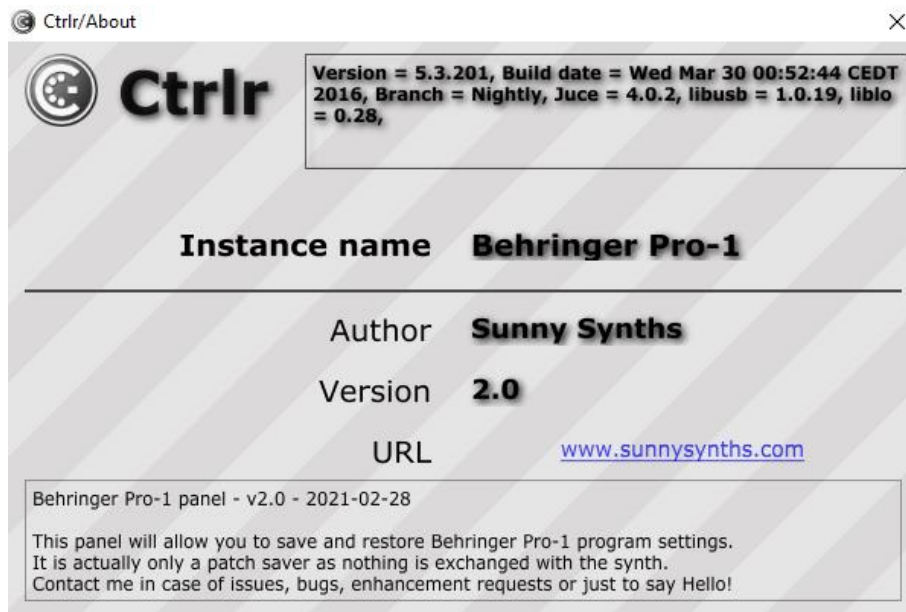 Ctrlr/About
Ctrlr
Version = 5.3.201, Build date = Wed Mar 30 00:52:44 CEDT
2016, Branch = Nightly, Juce = 4.0.2, libusb = 1.0.19, liblo
= 0.28,
Instance name Behringer Pro-1
Author Sunny Synths
Version 2.0
URL www.sunnysynths.com
Behringer Pro-1 panel - v2.0 - 2021-02-28
This panel will allow you to save and restore Behringer Pro-1 program settings.
It is actually only a patch saver as nothing is exchanged with the synth.
Contact me in case of issues, bugs, enhancement requests or just to say Hello!